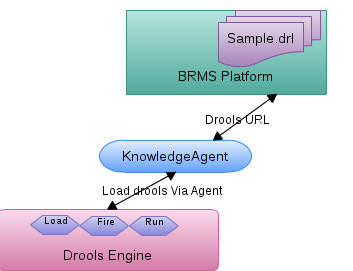 Sample.drl
BRMS Platform
Drools URL
KnowledgeAgent
Load drools Via Agent
Load Fire Run
Drools Engine